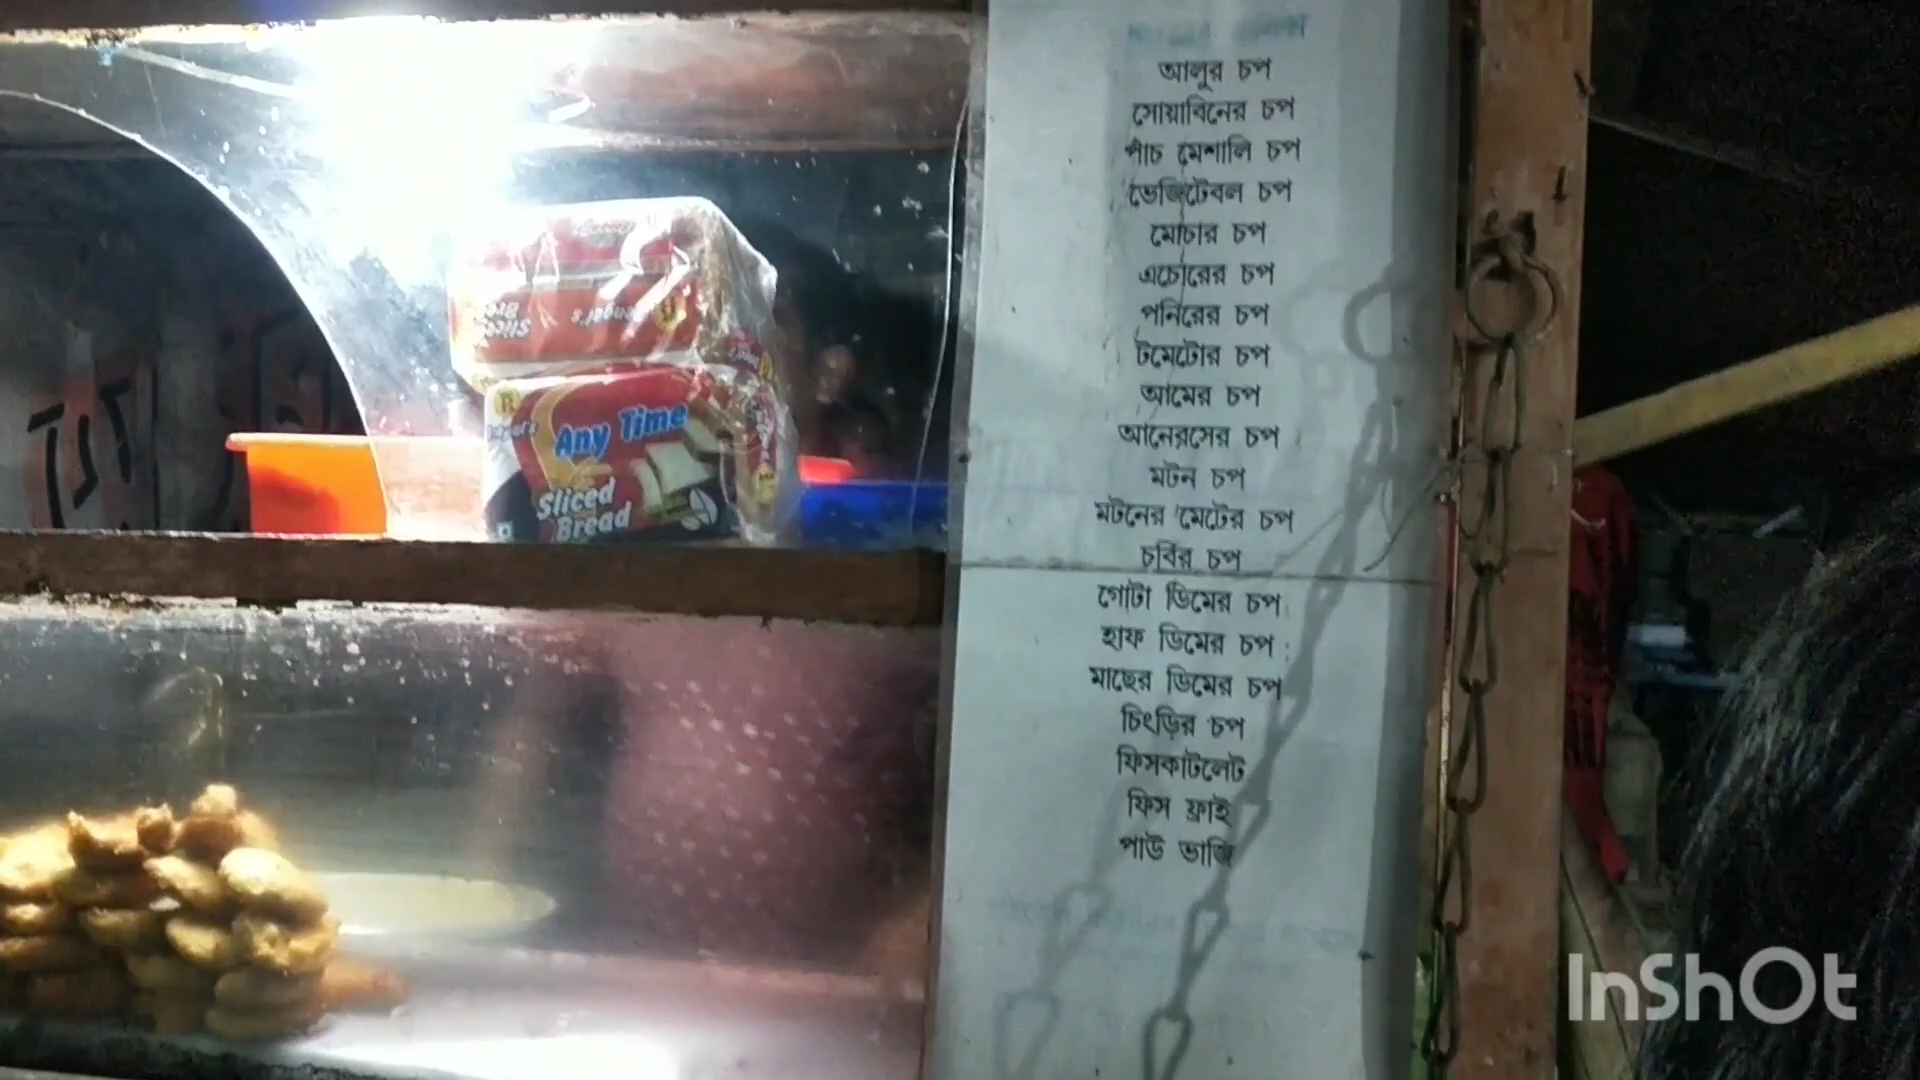 আলুর চপ
সোয়াবিনের চপ
পাঁচ মেশালি চপ
ভেজিটেবল চপ
মোচার চপ
এচোরের চপ
পনিরের চপ
টমেটোর চপ
আমের চপ
আনেরসের চপ
মটন চপ
মটনের মেটের চপ
চর্বির চপ
গোটা ডিমের চপ
হাফ ডিমের চপ
মাছের ডিমের চপ
চিংড়ির চপ
ফিসকাটলেট
ফিস ফ্রাই
পাউ ভাজি
Any Time
Sliced
Bread
InShOt